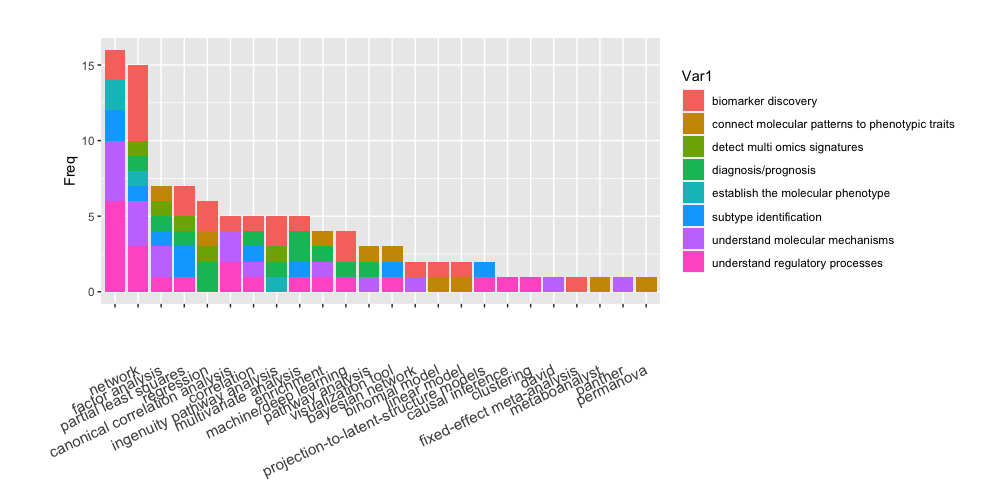 Freq
15
10
5
0
network
factor analysis
partial least squares
regression
canonical correlation analysis
correlation
ingenuity pathway analysis
multivariate analysis
enrichment
machine/deep learning
pathway analysis
visualization tool
bayesian network
binomial model
linear model
projection-to-latent-structure models
causal inference
clustering
david
fixed-effect meta-analysis
metaboanalyst
panther
permanova
Var1
biomarker discovery
connect molecular patterns to phenotypic traits
detect multi omics signatures
diagnosis/prognosis
establish the molecular phenotype
subtype identification
understand molecular mechanisms
understand regulatory processes